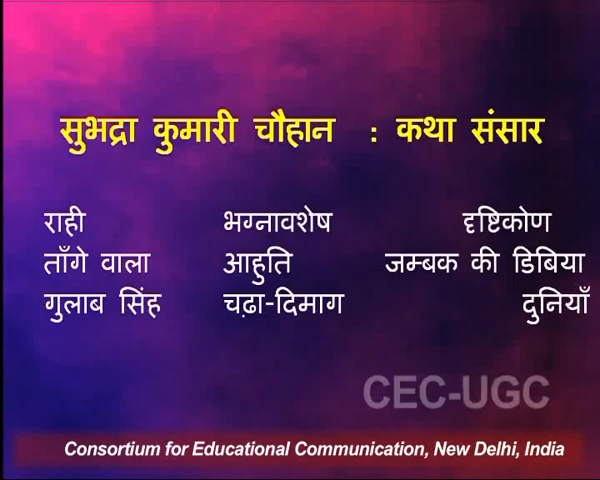 सुभद्रा कुमारी चौहान : कथा संसार
राही भग्नावशेष दृष्टिकोण
ताँगे वाला आहुति जम्बक की डिबिया
गुलाब सिंह चढ़ा-दिमाग दुनियाँ
CEC-UGC
Consortium for Educational Communication, New Delhi, India